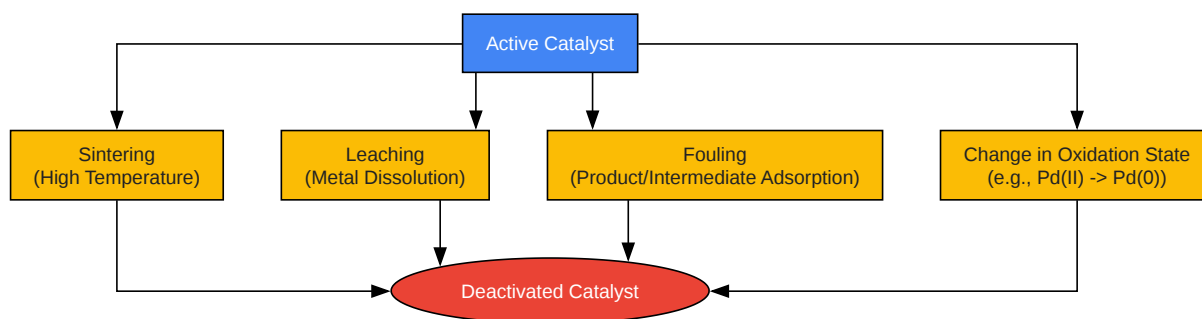 Active Catalyst
Sintering
(High Temperature)
Leaching
(Metal Dissolution)
Fouling
(Product/Intermediate Adsorption)
Change in Oxidation State
(e.g., Pd(II) -> Pd(0))
Deactivated Catalyst